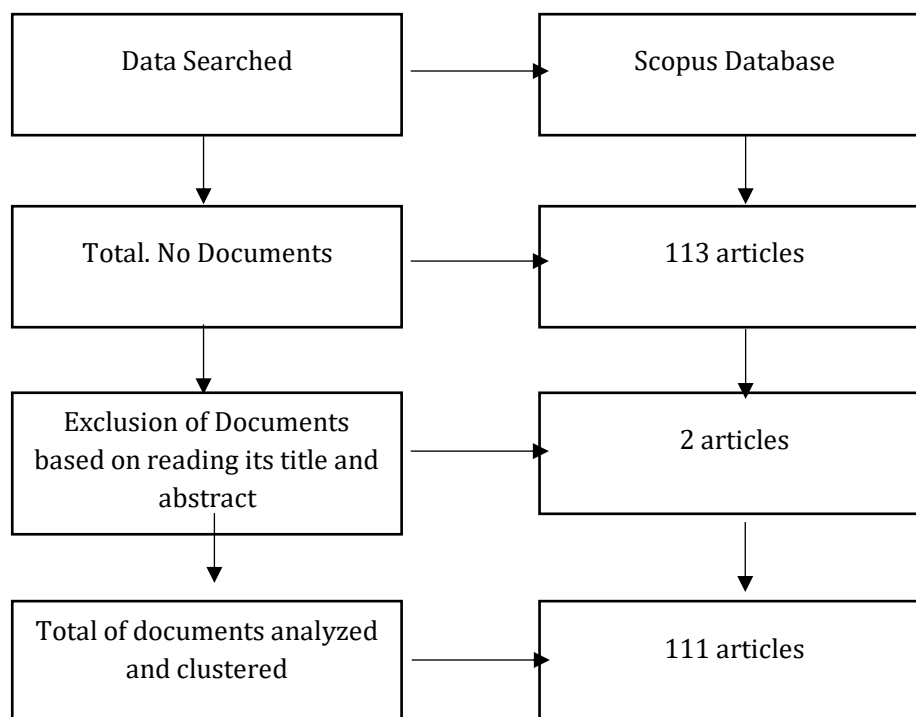 Data Searched
Scopus Database
Total. No Documents
113 articles
Exclusion of Documents
based on reading its title and
abstract
2 articles
Total of documents analyzed
and clustered
111 articles